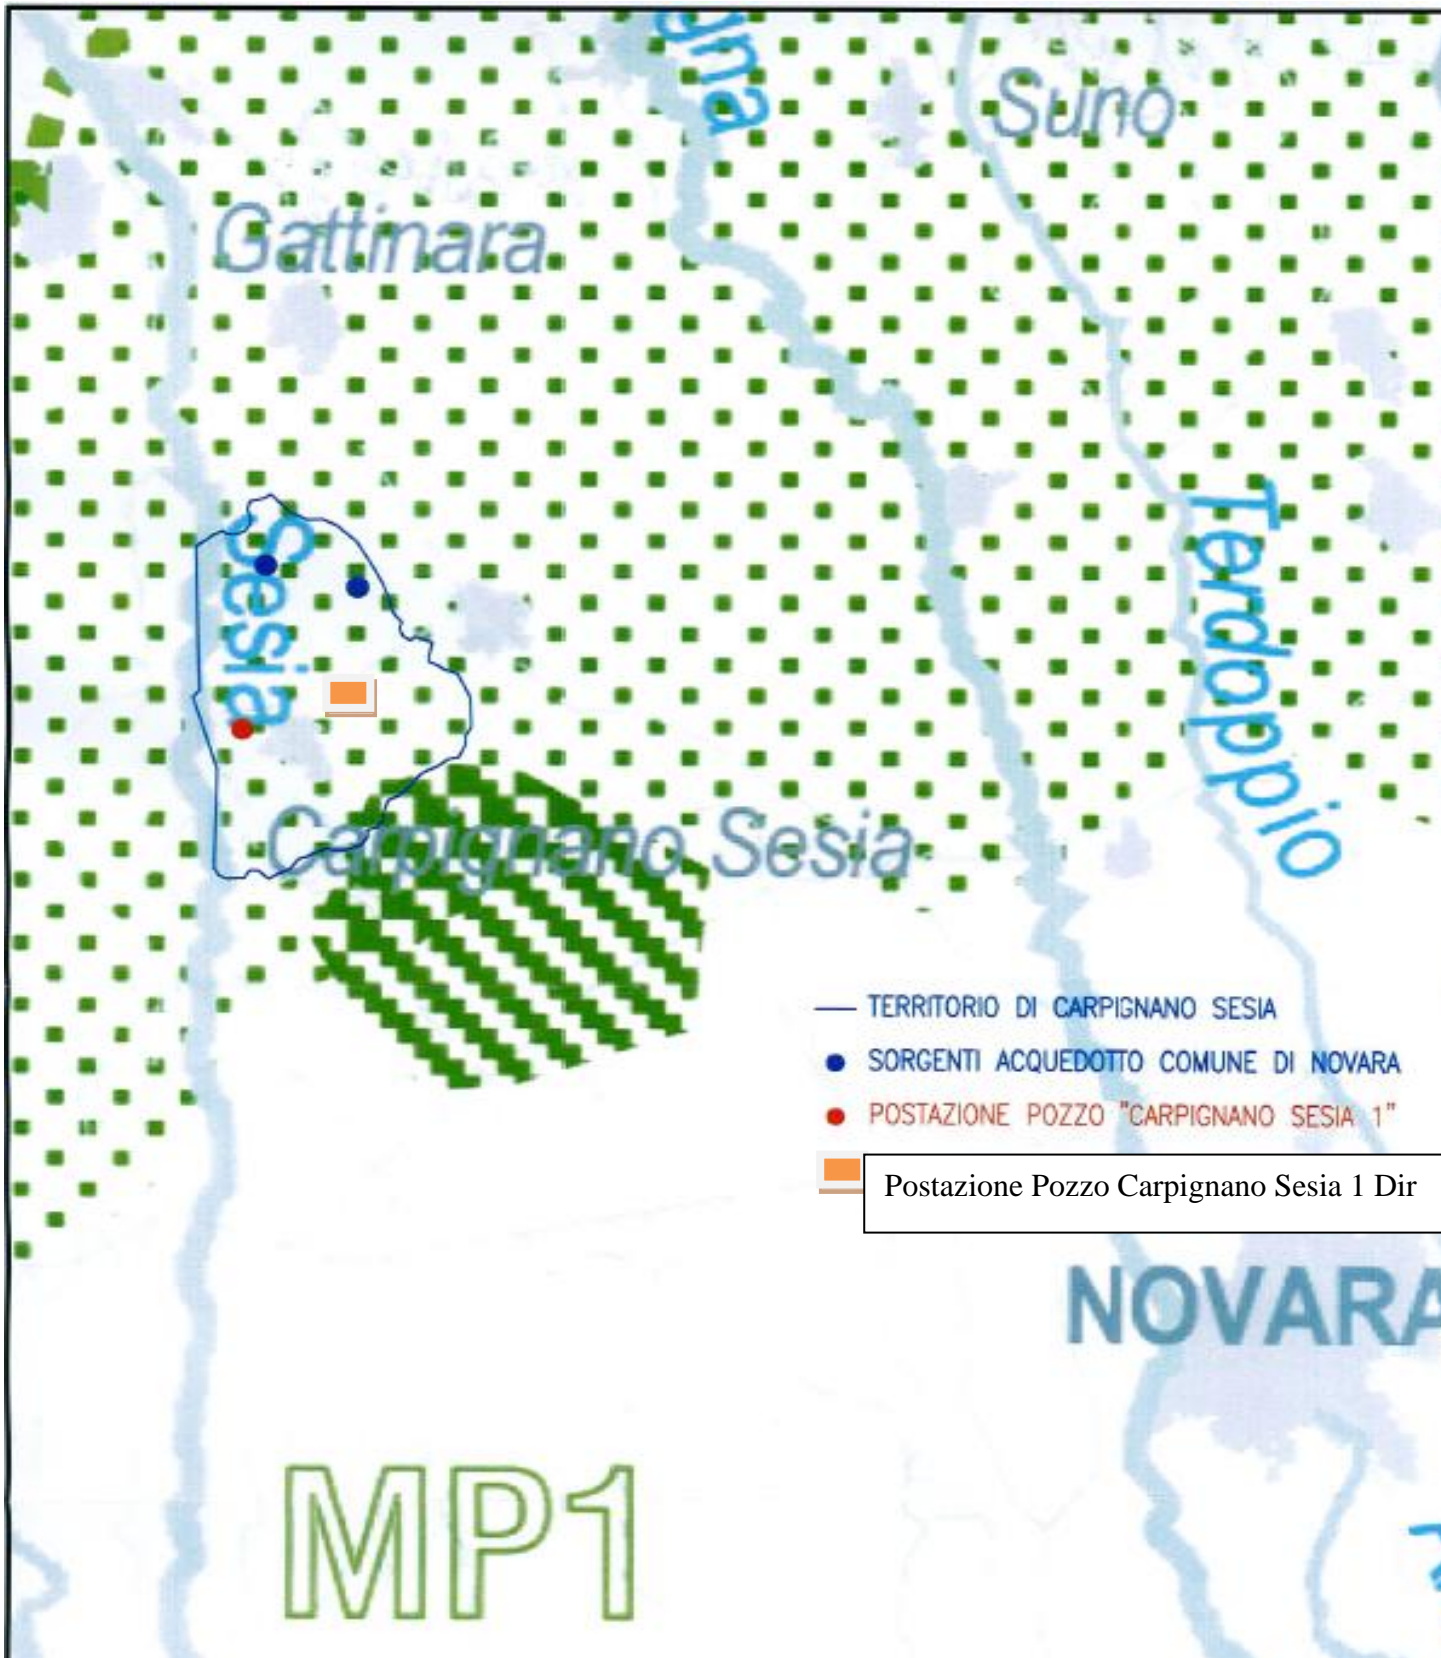 gna
Suno
Gattinara
Sesia
Terdoppio
Carpignano Sesia
TERRITORIO DI CARPIGNANO SESIA
SORGENTI ACQUEDOTTO COMUNE DI NOVARA
POSTAZIONE POZZO "CARPIGNANO SESIA 1"
Postazione Pozzo Carpignano Sesia 1 Dir
NOVARA
MP1